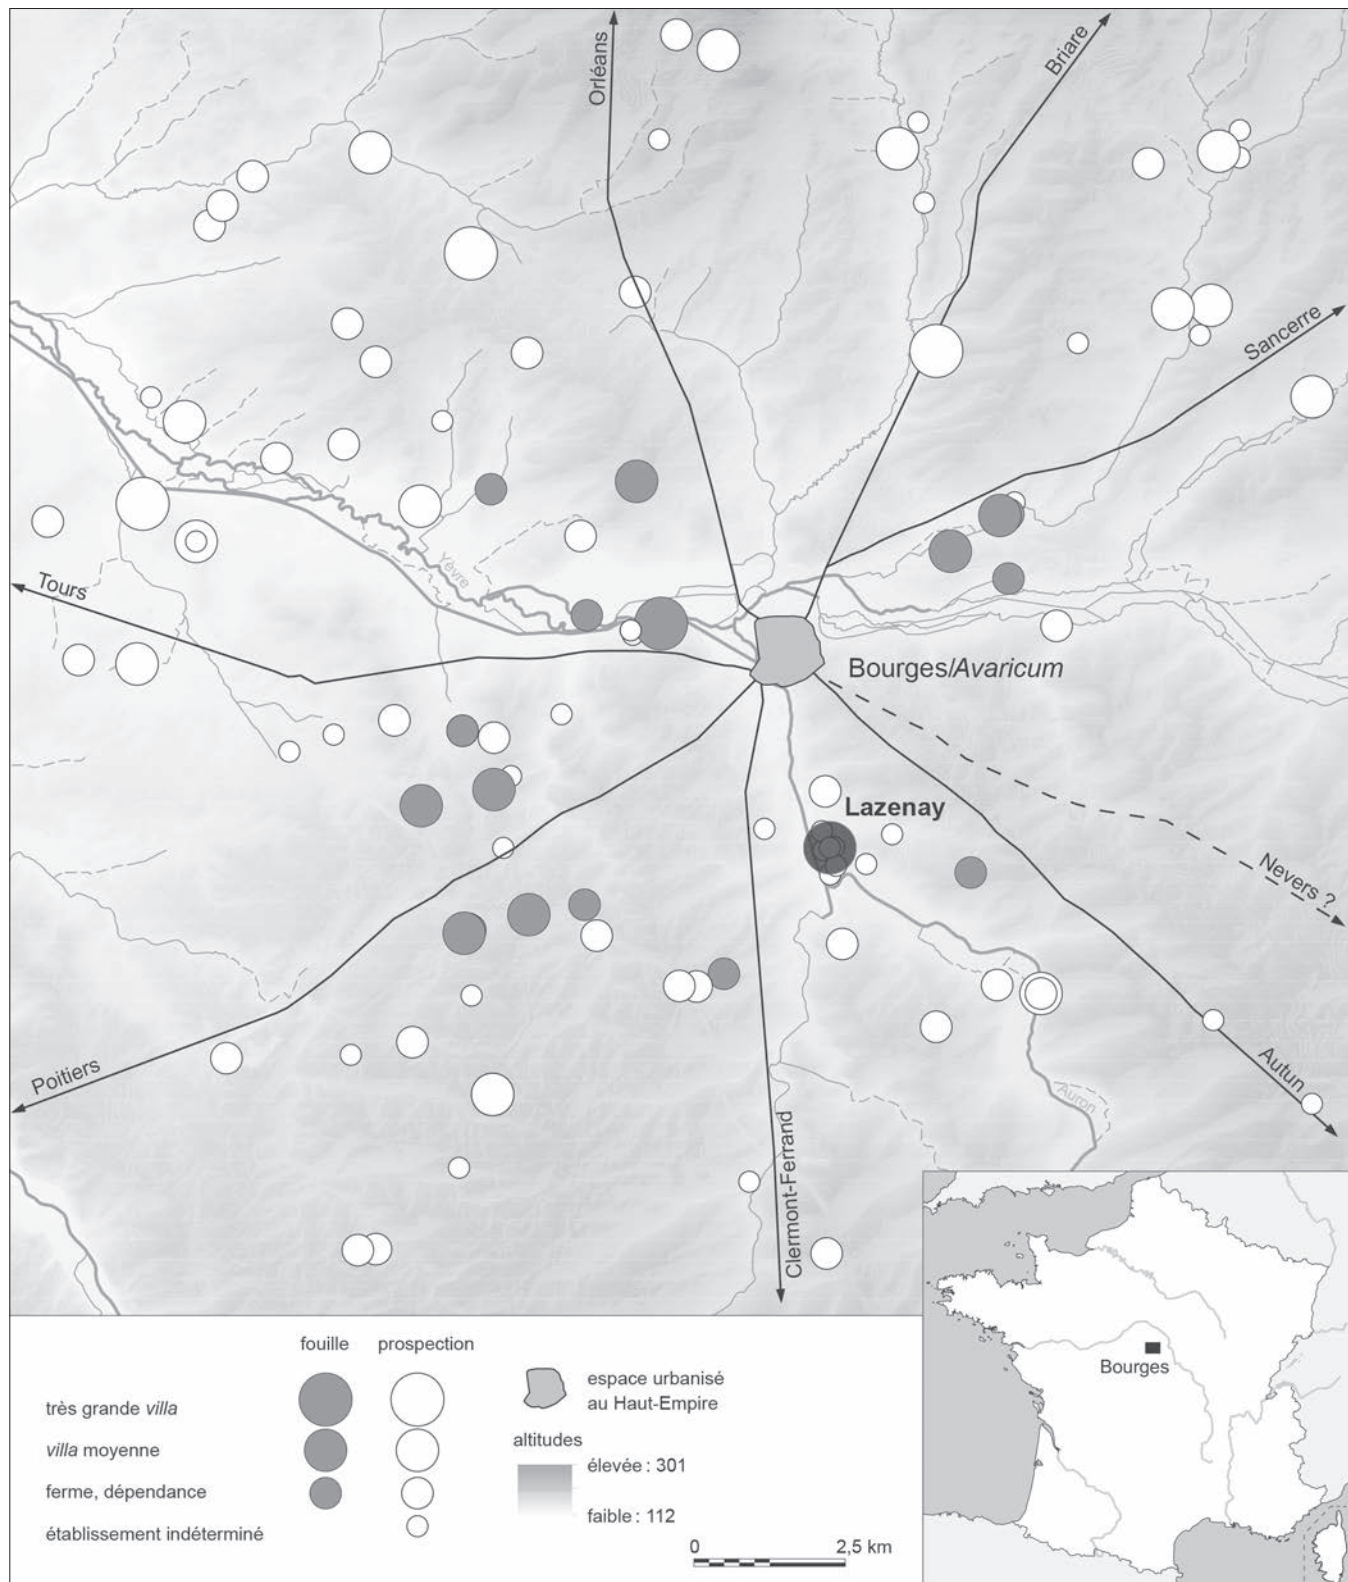 Orléans
Briare
Sancerre
Yèvre
Tours
Bourges/Avaricum
Lazenay
Nevers ?
Poitiers
Autun
Auron
Clermont-Ferrand
Bourges
fouille
prospection
très grande villa
villa moyenne
ferme, dépendance
établissement indéterminé
espace urbanisé
au Haut-Empire
altitudes
élevée : 301
faible : 112
0
2,5 km